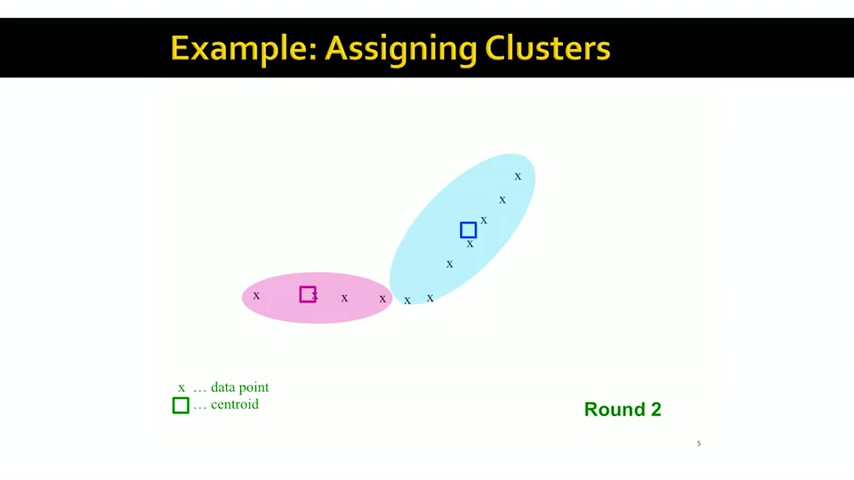 Example: Assigning Clusters
x
x
x
x
x
x
x
x
x
x
x
x … data point
… centroid
Round 2
5